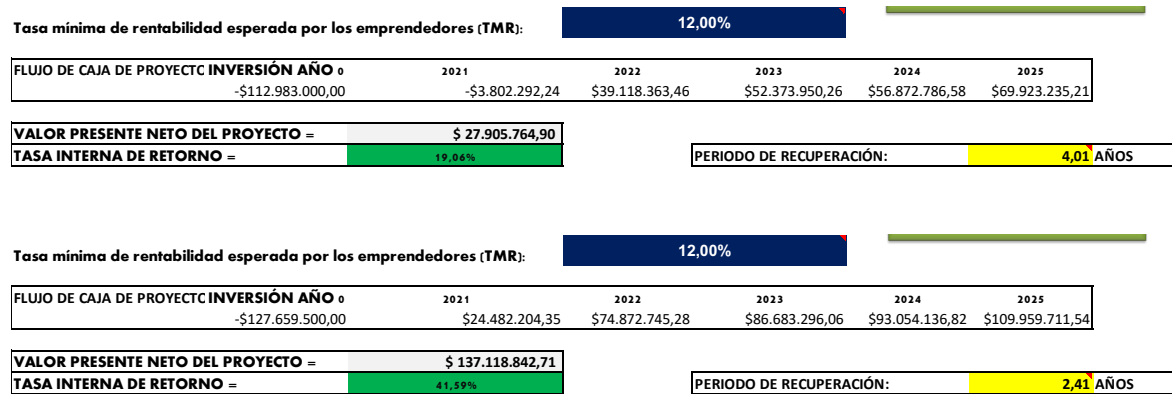 Tasa mínima de rentabilidad esperada por los emprendedores (TMR): 12,00%
FLUJO DE CAJA DE PROYECTO INVERSIÓN AÑO 0 2021 2022 2023 2024 2025
-$112.983.000,00 -$3.802.292,24 $39.118.363,46 $52.373.950,26 $56.872.786,58 $69.923.235,21
VALOR PRESENTE NETO DEL PROYECTO = $ 27.905.764,90
TASA INTERNA DE RETORNO = 19,06% PERIODO DE RECUPERACIÓN: 4,01 AÑOS
Tasa mínima de rentabilidad esperada por los emprendedores (TMR): 12,00%
FLUJO DE CAJA DE PROYECTO INVERSIÓN AÑO 0 2021 2022 2023 2024 2025
-$127.659.500,00 $24.482.204,35 $74.872.745,28 $86.683.296,06 $93.054.136,82 $109.959.711,54
VALOR PRESENTE NETO DEL PROYECTO = $ 137.118.842,71
TASA INTERNA DE RETORNO = 41,59% PERIODO DE RECUPERACIÓN: 2,41 AÑOS